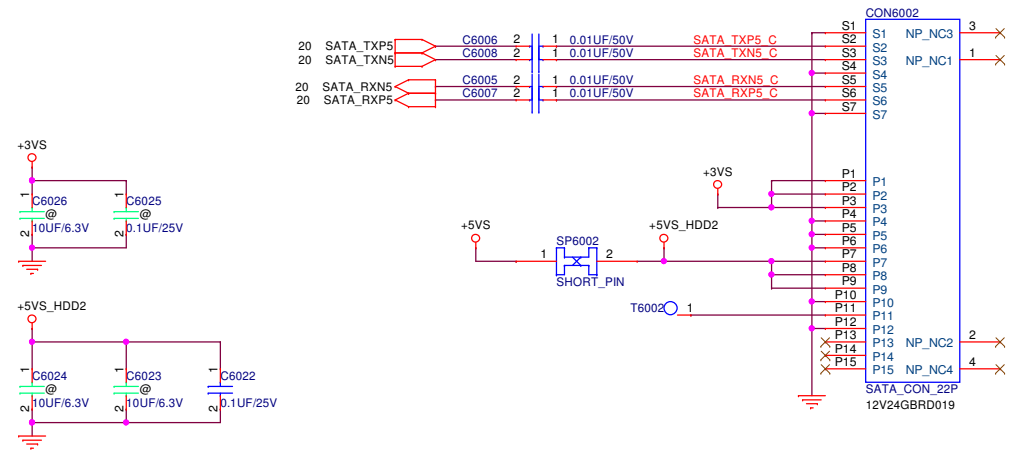 CON6002
S1 S1 NP_NC3 3
20 SATA_TXP5 C6006 2 1 0.01UF/50V SATA_TXP5_C S2 S2
20 SATA_TXN5 C6008 2 1 0.01UF/50V SATA_TXN5_C S3 S3 NP_NC1 1
S4 S4
20 SATA_RXN5 C6005 2 1 0.01UF/50V SATA_RXN5_C S5 S5
20 SATA_RXP5 C6007 2 1 0.01UF/50V SATA_RXP5_C S6 S6
S7 S7
+3VS
1 C6026 1 C6025
@ @
2 10UF/6.3V 2 0.1UF/25V
+3VS
P1 P1
P2 P2
P3 P3
P4 P4
P5 P5
P6 P6
+5VS +5VS_HDD2
SP6002
1 2 P7 P7
SHORT_PIN
P8 P8
P9 P9
P10 P10
T6002 1 P11 P11
P12 P12
P13 P13 NP_NC2 2
P14 P14
P15 P15 NP_NC4 4
SATA_CON_22P
12V24GBRD019
+5VS_HDD2
1 C6024 1 C6023 1 C6022
@ @
2 10UF/6.3V 2 10UF/6.3V 2 0.1UF/25V